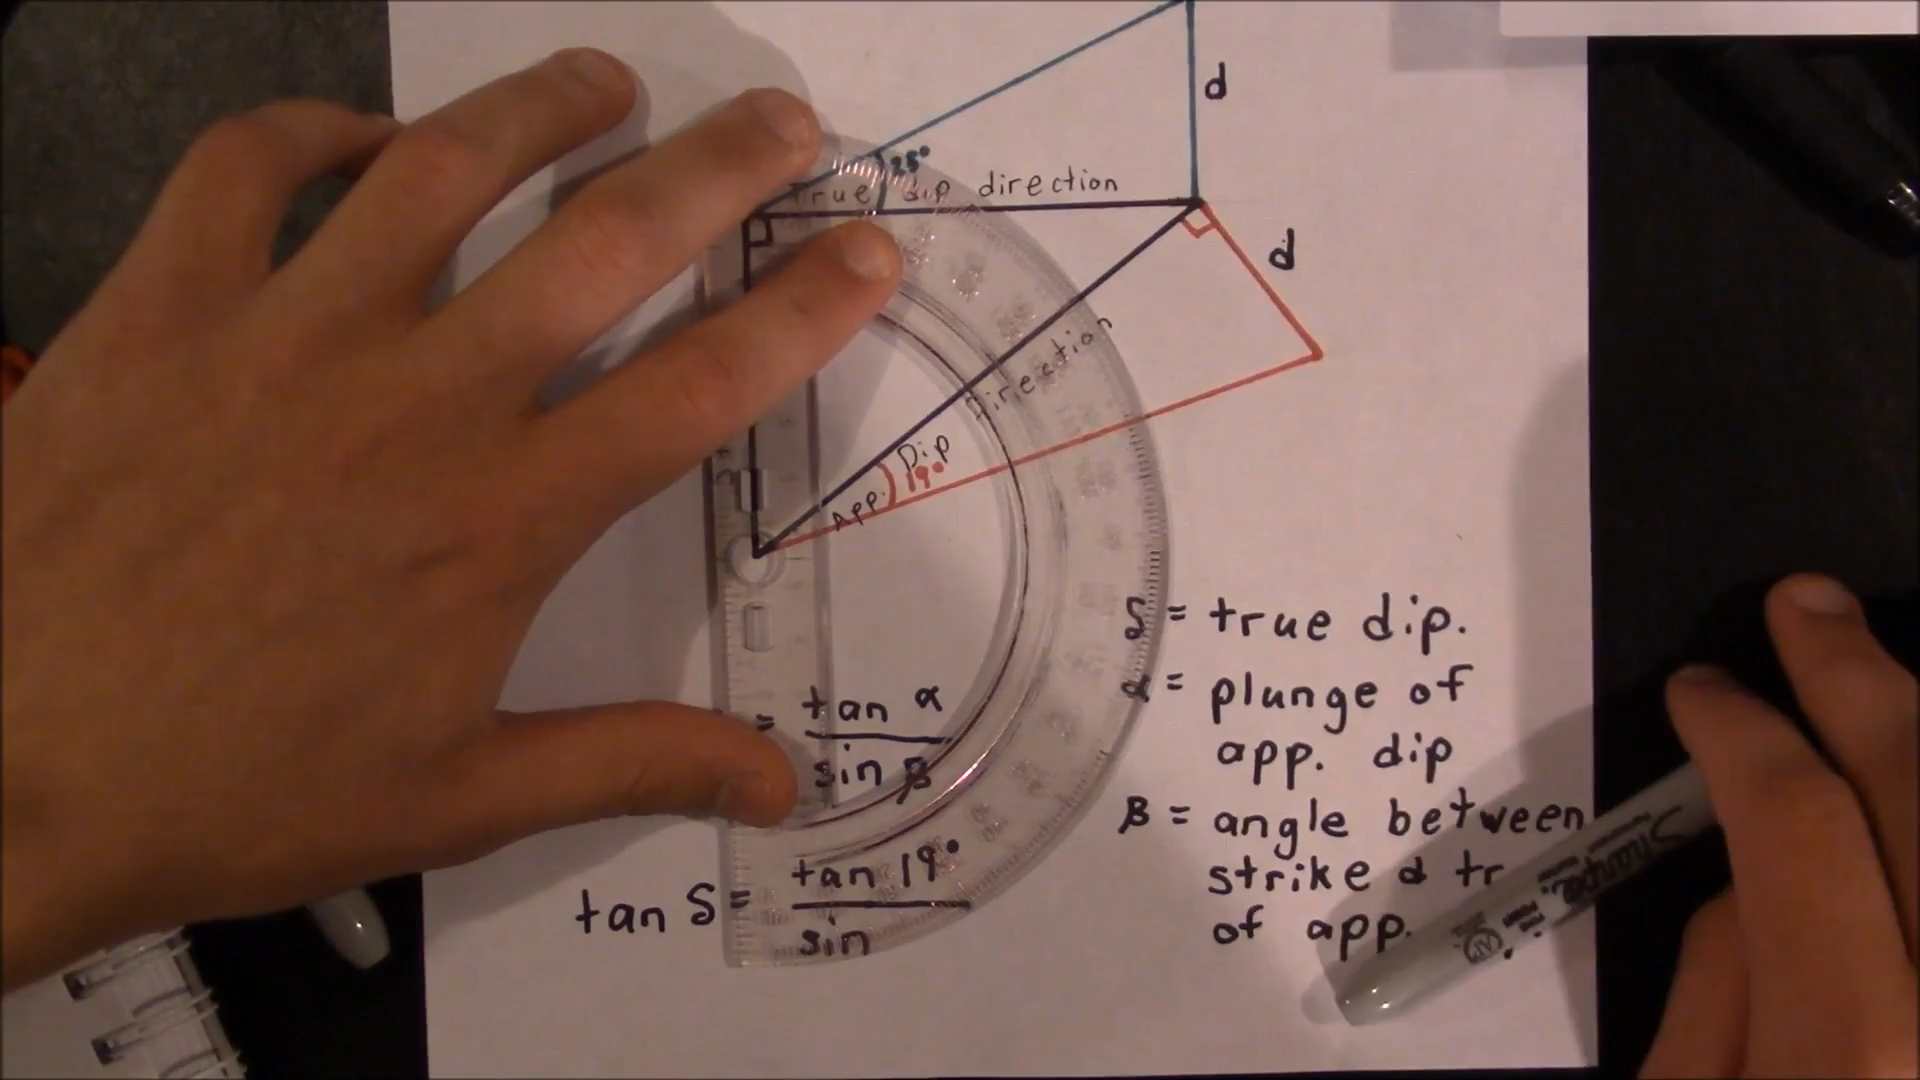 d
25°
True dip direction
d
App. Dip Direction
19°
= tan α
sin β
tan δ = tan 19°
sin
δ = true dip.
α = plunge of
app. dip
β = angle between
strike & tr
of app.
Sharpie.